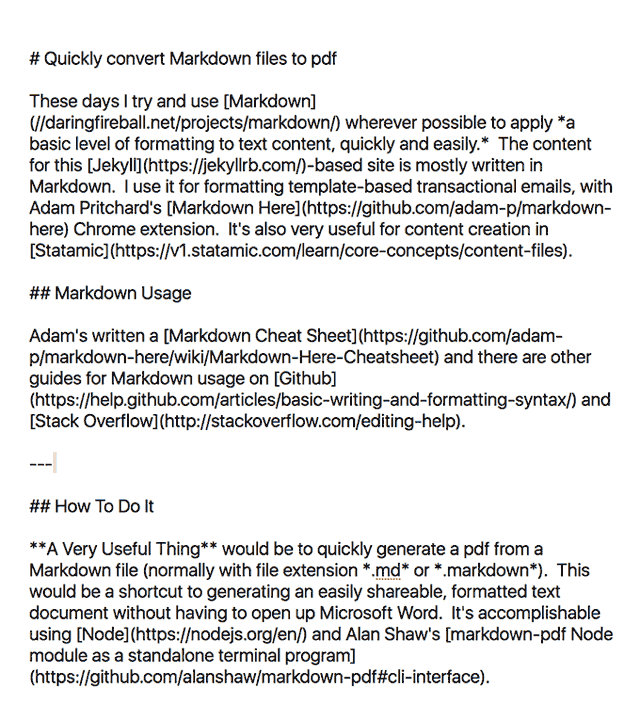 # Quickly convert Markdown files to pdf
These days I try and use [Markdown]
(//daringfireball.net/projects/markdown/) wherever possible to apply *a
basic level of formatting to text content, quickly and easily.*  The content
for this [Jekyll](https://jekyllrb.com/)-based site is mostly written in
Markdown.  I use it for formatting template-based transactional emails, with
Adam Pritchard's [Markdown Here](https://github.com/adam-p/markdown-
here) Chrome extension.  It's also very useful for content creation in
[Statamic](https://v1.statamic.com/learn/core-concepts/content-files).
## Markdown Usage
Adam's written a [Markdown Cheat Sheet](https://github.com/adam-
p/markdown-here/wiki/Markdown-Here-Cheatsheet) and there are other
guides for Markdown usage on [Github]
(https://help.github.com/articles/basic-writing-and-formatting-syntax/) and
[Stack Overflow](http://stackoverflow.com/editing-help).
---
## How To Do It
**A Very Useful Thing** would be to quickly generate a pdf from a
Markdown file (normally with file extension *.md* or *.markdown*).  This
would be a shortcut to generating an easily shareable, formatted text
document without having to open up Microsoft Word.  It's accomplishable
using [Node](https://nodejs.org/en/) and Alan Shaw's [markdown-pdf Node
module as a standalone terminal program]
(https://github.com/alanshaw/markdown-pdf#cli-interface).